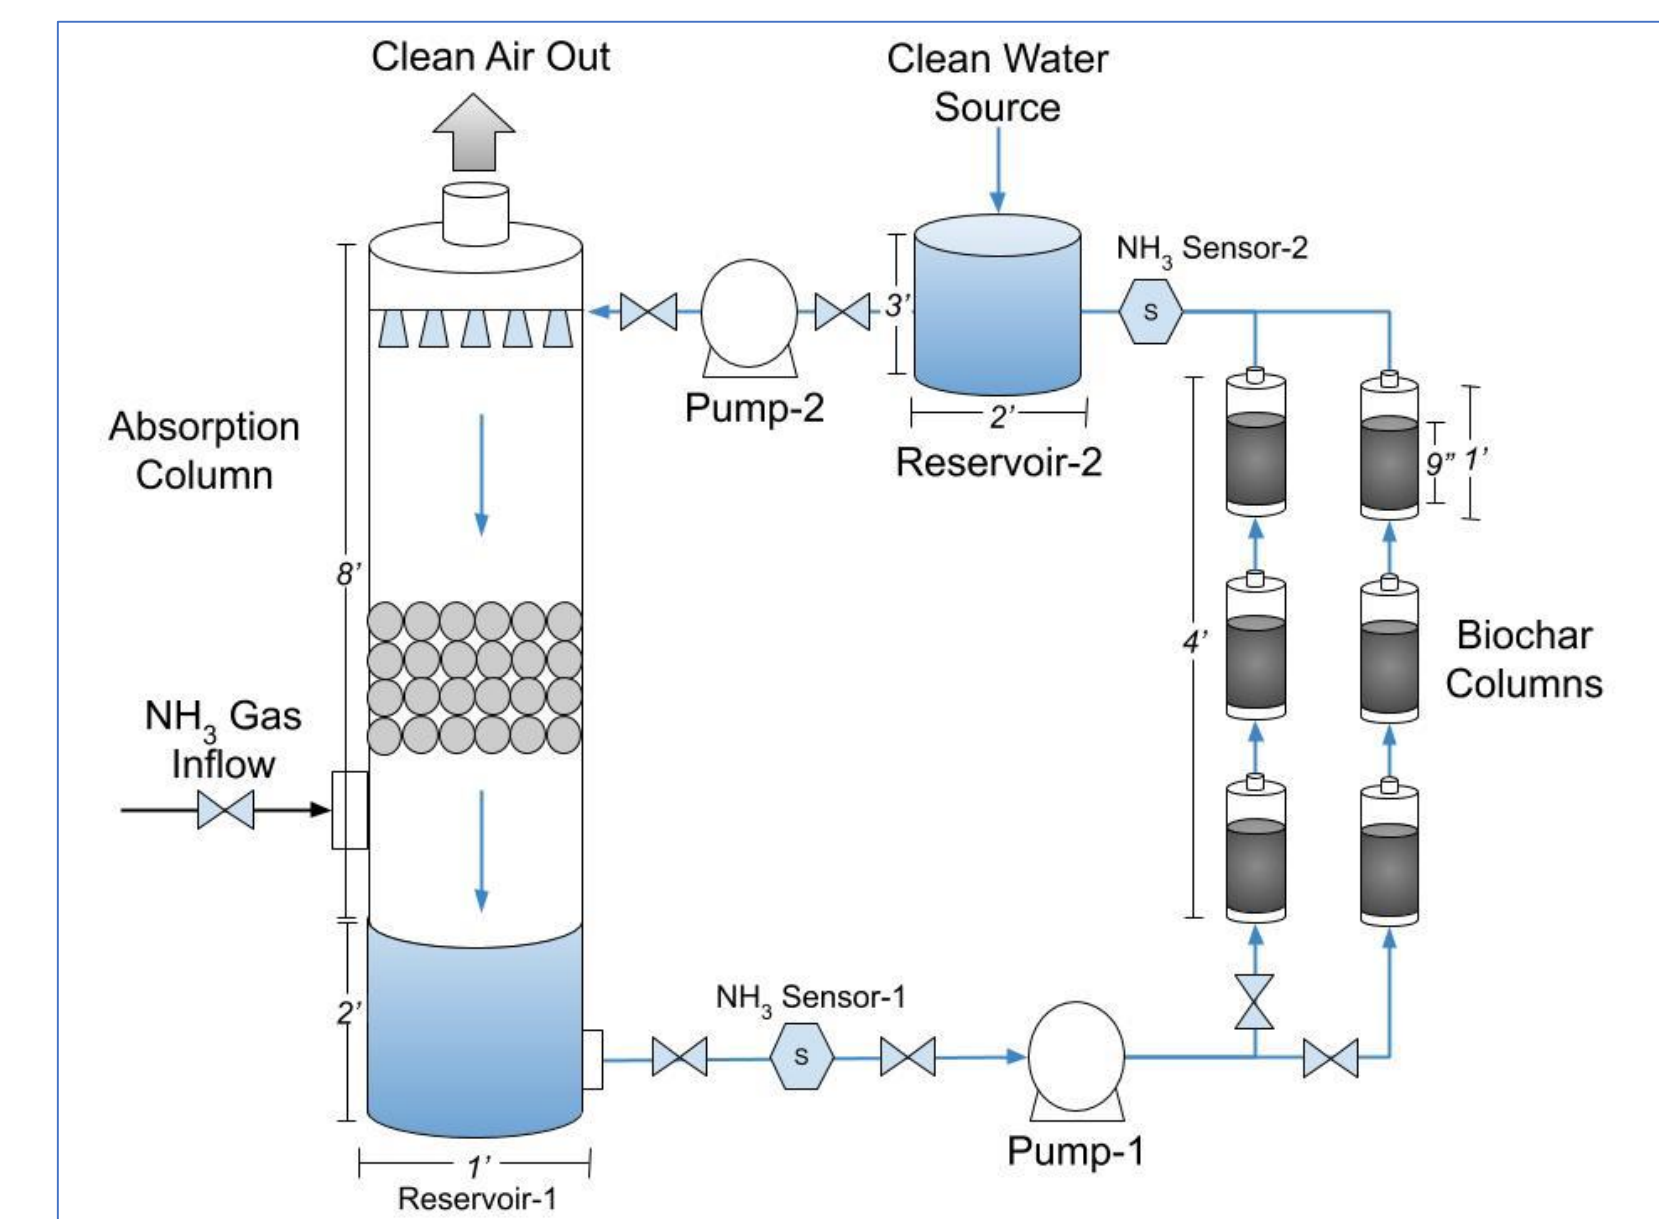 Clean Air Out
Clean Water
Source
NH₃ Sensor-2
S
3’
Pump-2
2’
Reservoir-2
Absorption
Column
8’
9” 1’
4’
Biochar
Columns
NH₃ Gas
Inflow
2’
NH₃ Sensor-1
S
Pump-1
1’
Reservoir-1